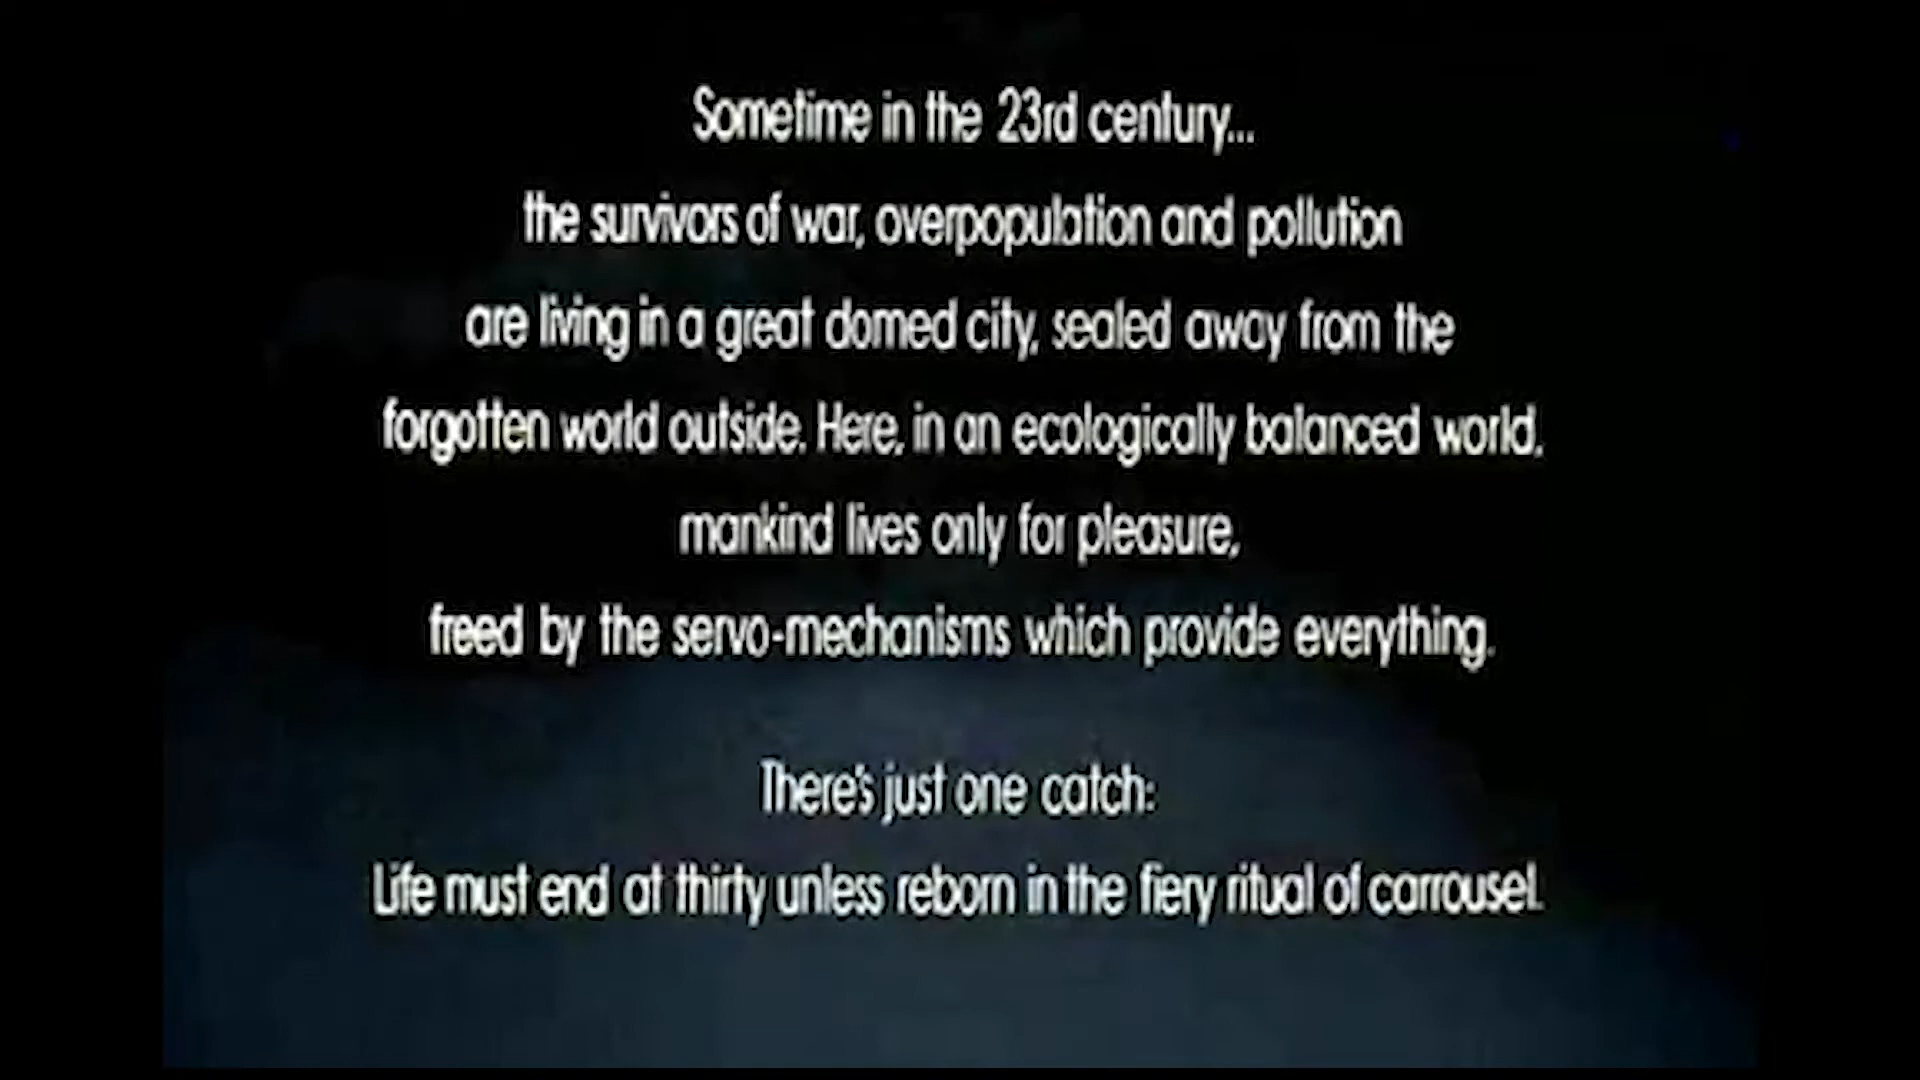 Sometime in the 23rd century...
the survivors of war, overpopulation and pollution
are living in a great domed city, sealed away from the
forgotten world outside. Here, in an ecologically balanced world,
mankind lives only for pleasure,
freed by the servo-mechanisms which provide everything.
There's just one catch:
Life must end at thirty unless reborn in the fiery ritual of carrousel.